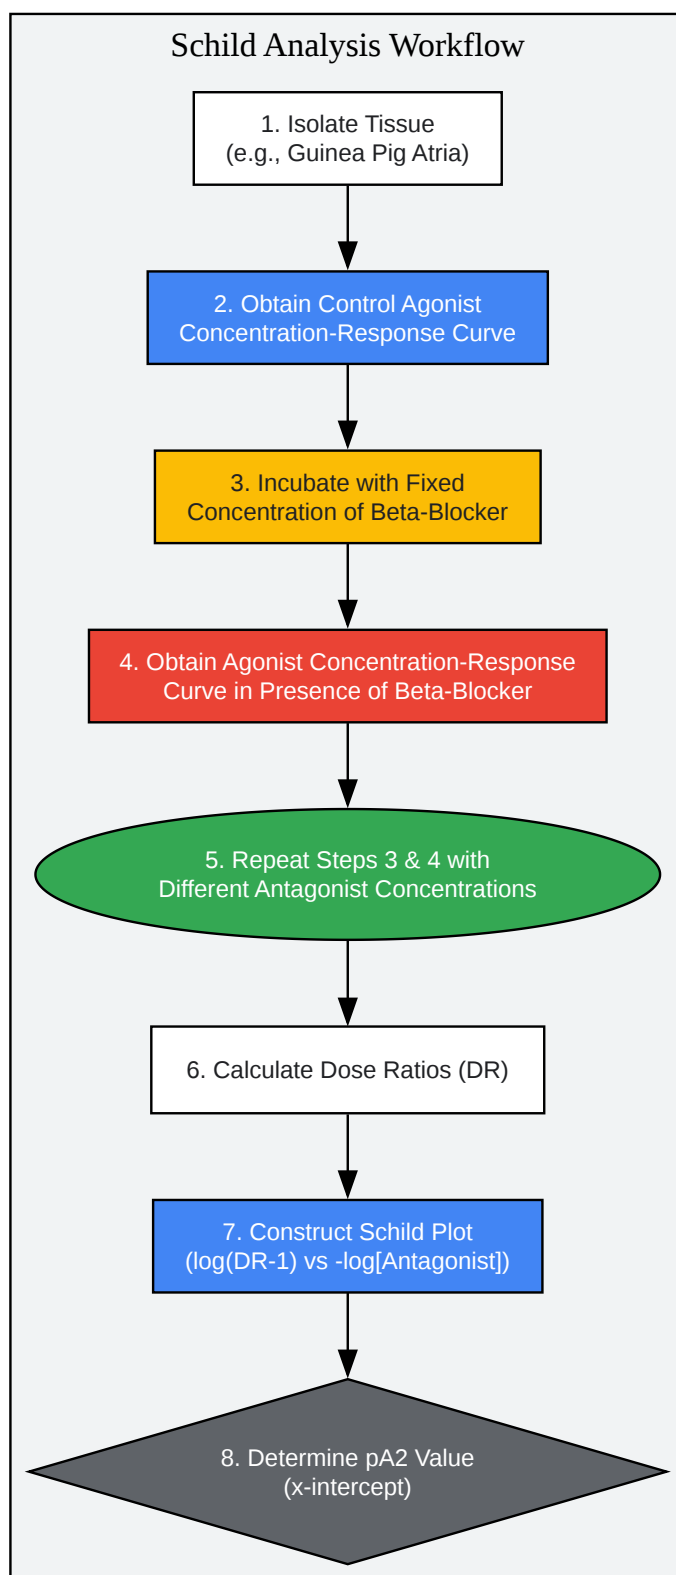 Schild Analysis Workflow
1. Isolate Tissue
(e.g., Guinea Pig Atria)
2. Obtain Control Agonist
Concentration-Response Curve
3. Incubate with Fixed
Concentration of Beta-Blocker
4. Obtain Agonist Concentration-Response
Curve in Presence of Beta-Blocker
5. Repeat Steps 3 & 4 with
Different Antagonist Concentrations
6. Calculate Dose Ratios (DR)
7. Construct Schild Plot
(log(DR-1) vs -log[Antagonist])
8. Determine pA2 Value
(x-intercept)